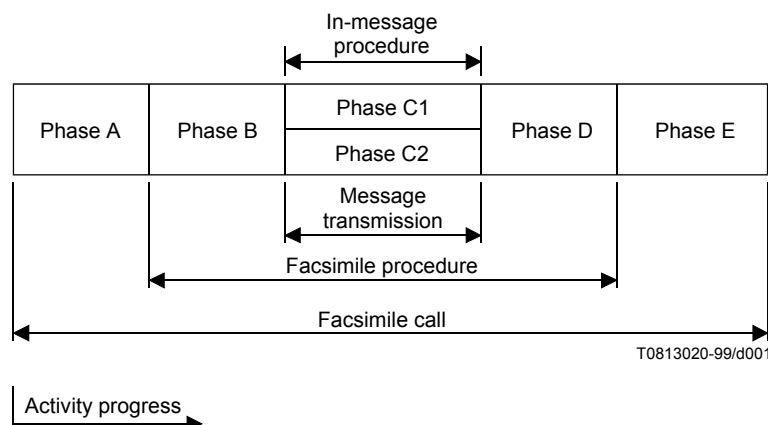 In-message
procedure
Phase A
Phase B
Phase C1
Phase C2
Phase D
Phase E
Message
transmission
Facsimile procedure
Facsimile call
T0813020-99/d001
Activity progress